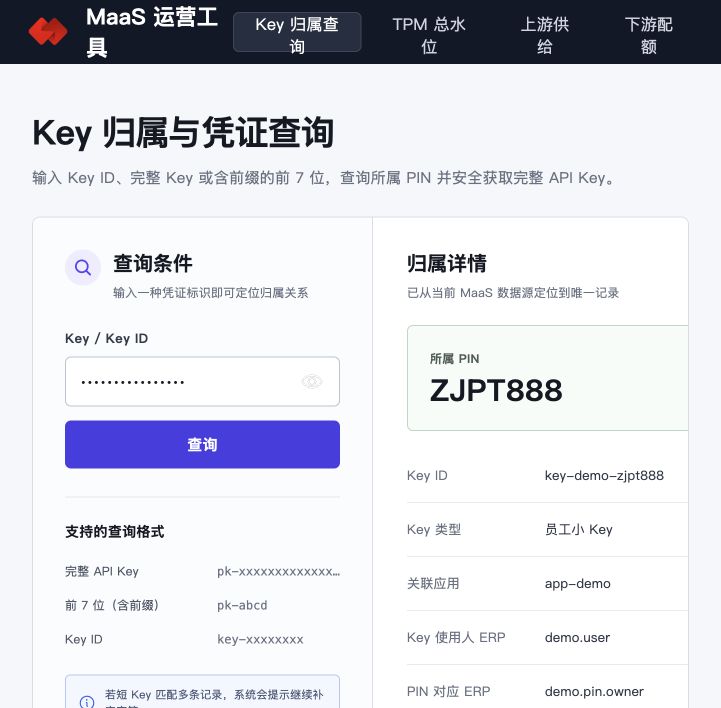 MaaS 运营工
具
Key 归属查
询
TPM 总水
位
上游供
给
下游配
额
Key 归属与凭证查询
输入 Key ID、完整 Key 或含前缀的前 7 位，查询所属 PIN 并安全获取完整 API Key。
查询条件
输入一种凭证标识即可定位归属关系
Key / Key ID
••••••••••••••••
查询
支持的查询格式
完整 API Key pk-xxxxxxxxxxxxx…
前 7 位（含前缀） pk-abcd
Key ID key-xxxxxxxx
若短 Key 匹配多条记录，系统会提示继续补
归属详情
已从当前 MaaS 数据源定位到唯一记录
所属 PIN
ZJPT888
Key ID key-demo-zjpt888
Key 类型 员工小 Key
关联应用 app-demo
Key 使用人 ERP demo.user
PIN 对应 ERP demo.pin.owner